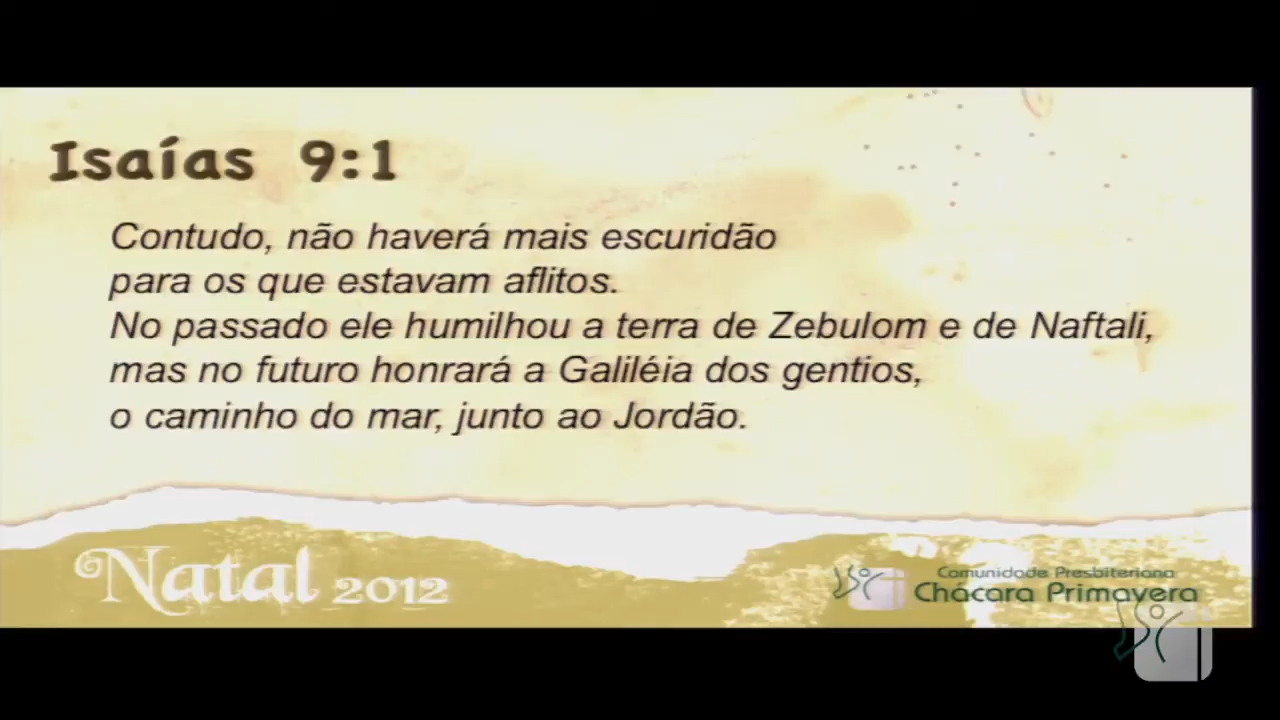 Isaías 9:1
Contudo, não haverá mais escuridão
para os que estavam aflitos.
No passado ele humilhou a terra de Zebulom e de Naftali,
mas no futuro honrará a Galiléia dos gentios,
o caminho do mar, junto ao Jordão.
Natal 2012
Comunidade Presbiteriana
Chácara Primavera